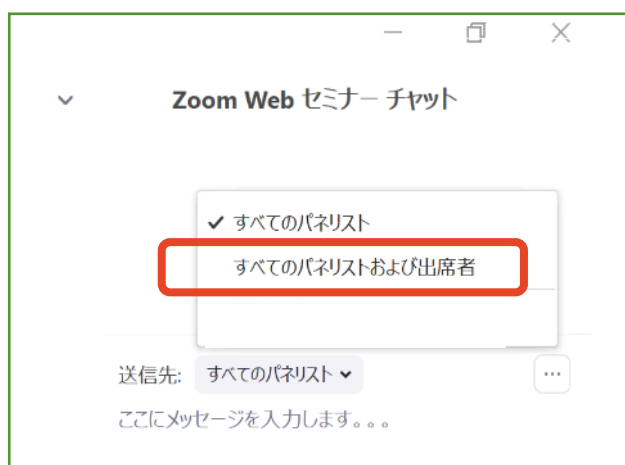 Zoom Web セミナー チャット
すべてのパネリスト
すべてのパネリストおよび出席者
送信先: すべてのパネリスト
ここにメッセージを入力します。。。